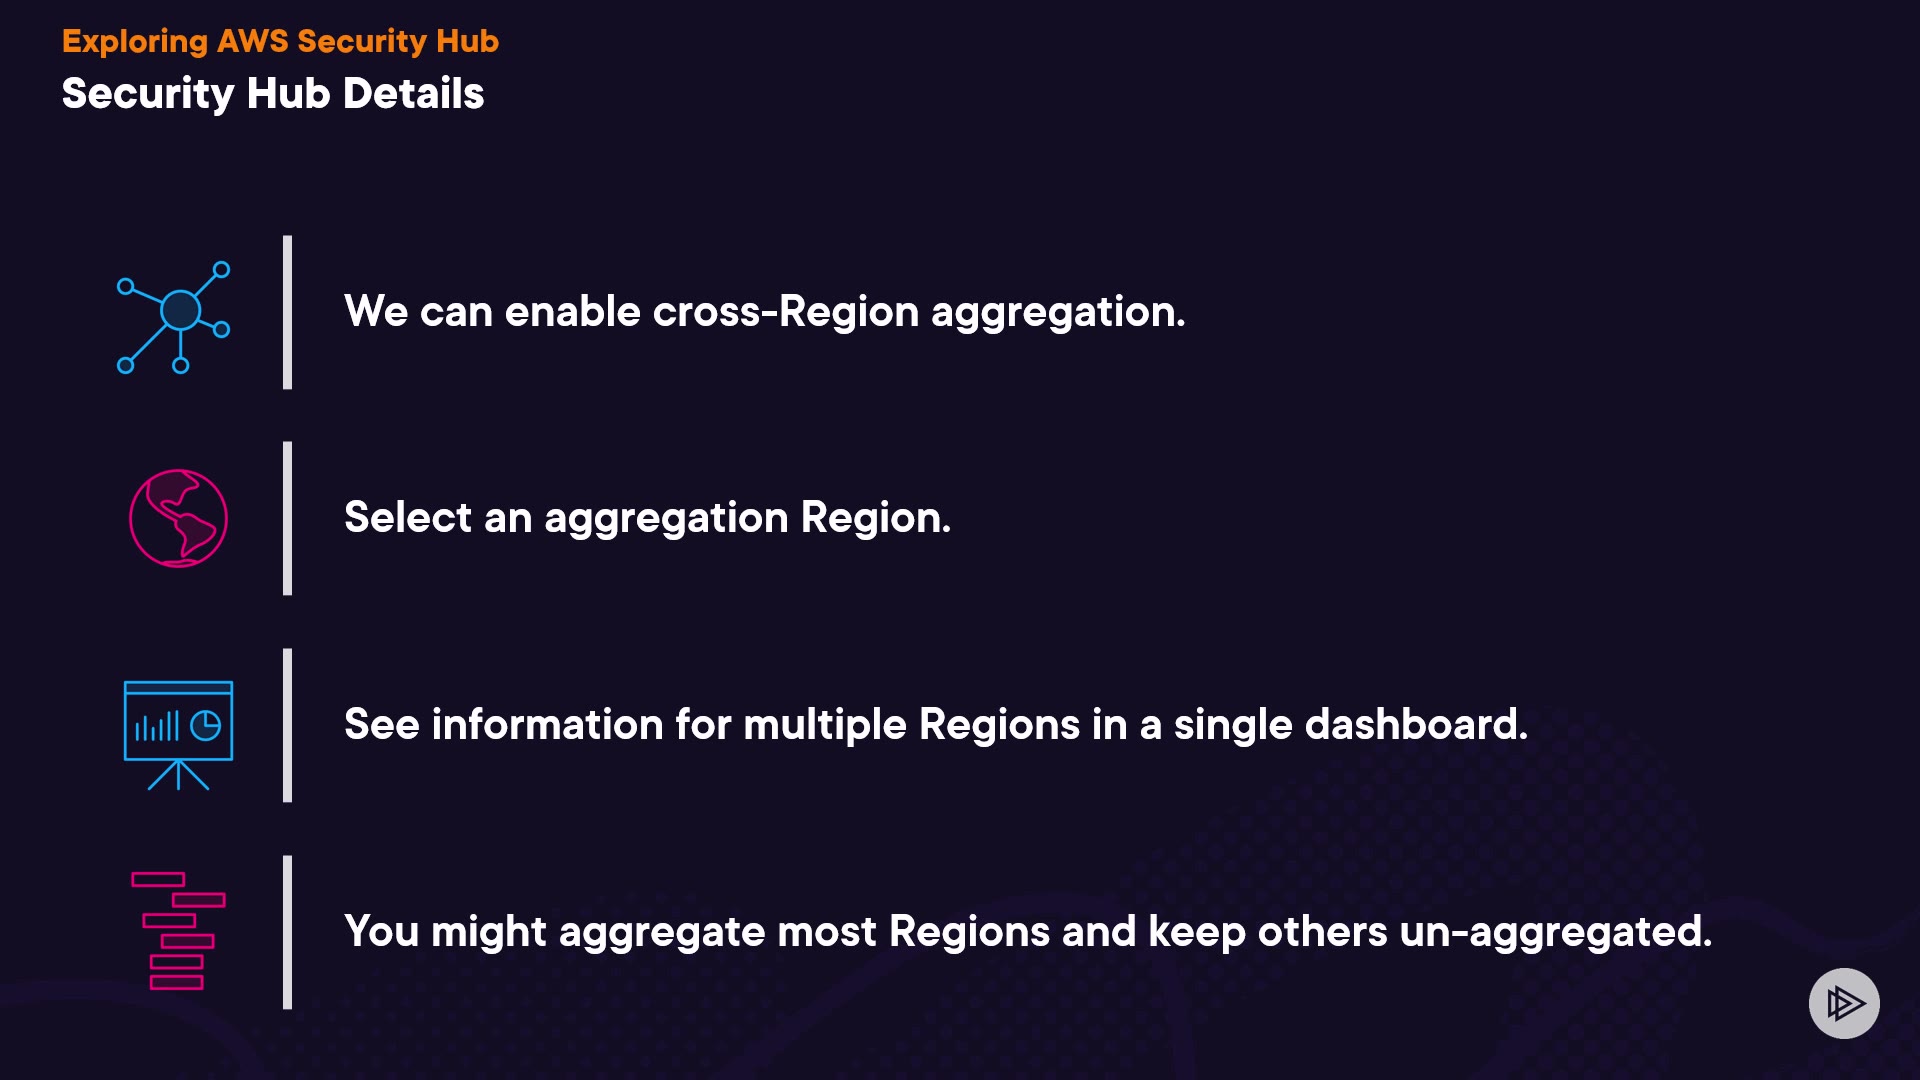 Exploring AWS Security Hub
Security Hub Details
We can enable cross-Region aggregation.
Select an aggregation Region.
See information for multiple Regions in a single dashboard.
You might aggregate most Regions and keep others un-aggregated.